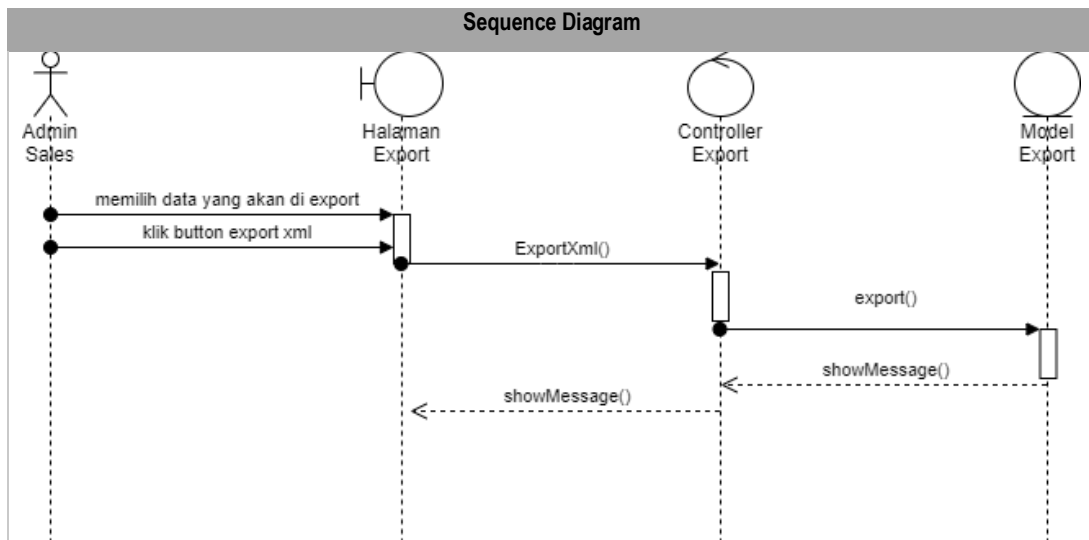 Sequence Diagram
Admin
Sales
Halaman
Export
Controller
Export
Model
Export
memilih data yang akan di export
klik button export xml
ExportXml()
export()
showMessage()
showMessage()